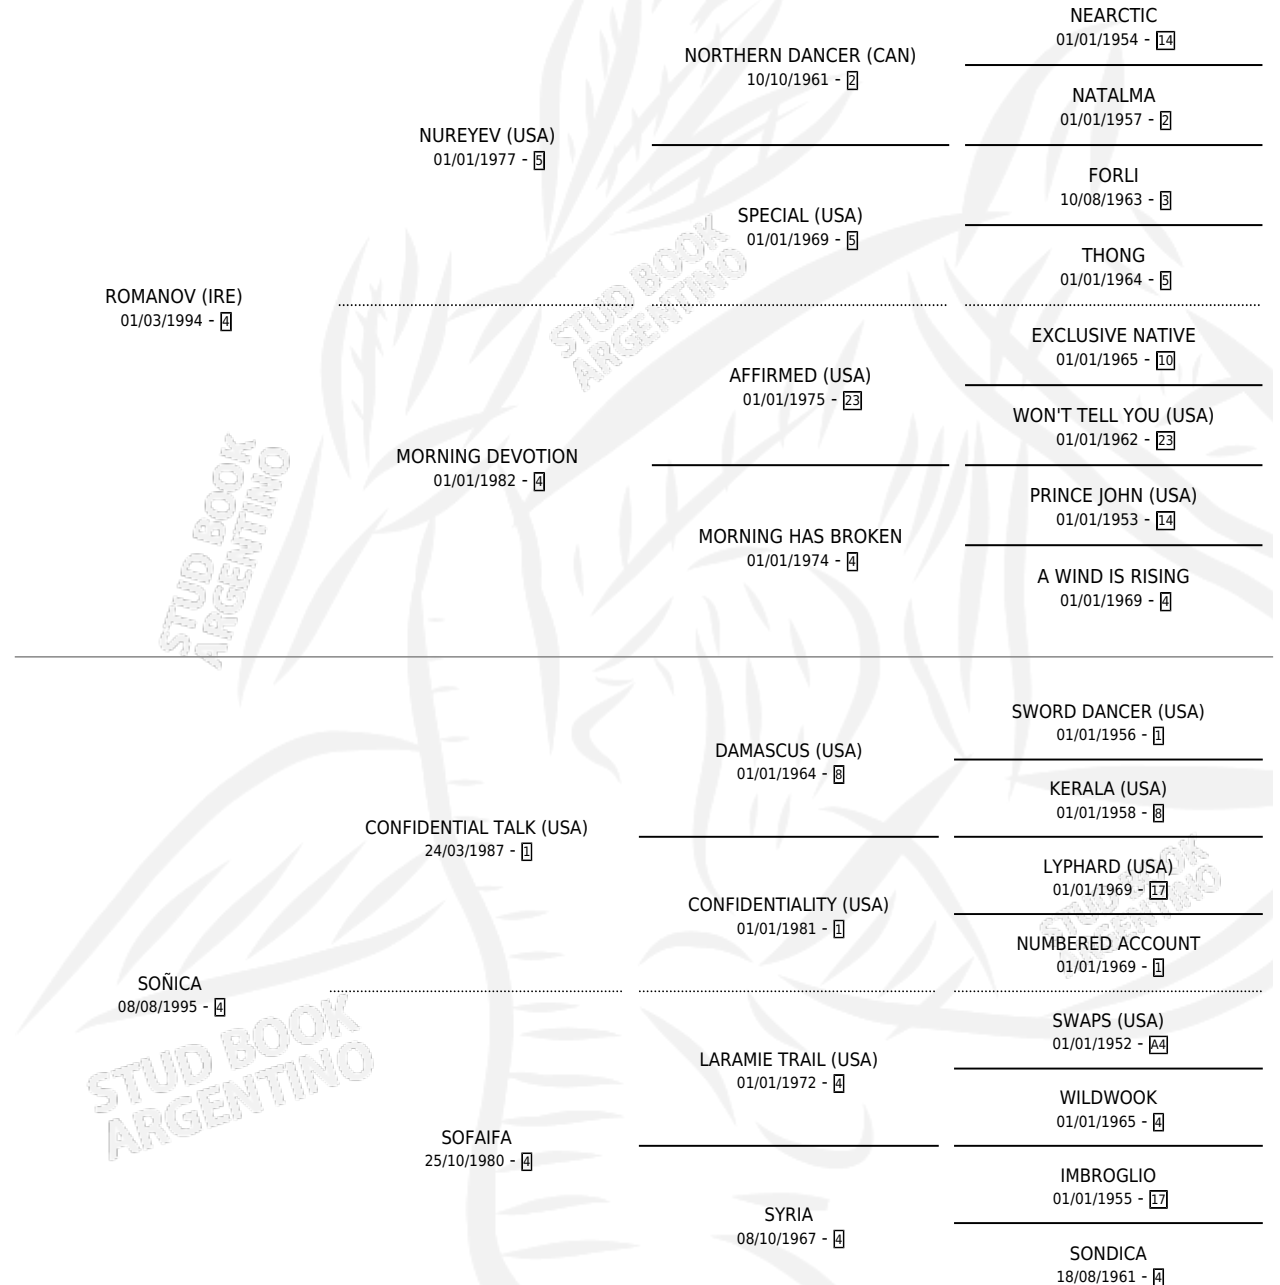 NEARCTIC
01/01/1954 - 14
NORTHERN DANCER (CAN)
10/10/1961 - 2
NATALMA
01/01/1957 - 2
NUREYEV (USA)
01/01/1977 - 5
FORLI
10/08/1963 - 3
SPECIAL (USA)
01/01/1969 - 5
THONG
01/01/1964 - 5
ROMANOV (IRE)
01/03/1994 - 4
EXCLUSIVE NATIVE
01/01/1965 - 10
AFFIRMED (USA)
01/01/1975 - 23
WON'T TELL YOU (USA)
01/01/1962 - 23
MORNING DEVOTION
01/01/1982 - 4
PRINCE JOHN (USA)
01/01/1953 - 14
MORNING HAS BROKEN
01/01/1974 - 4
A WIND IS RISING
01/01/1969 - 4
SWORD DANCER (USA)
01/01/1956 - 1
DAMASCUS (USA)
01/01/1964 - 8
KERALA (USA)
01/01/1958 - 8
CONFIDENTIAL TALK (USA)
24/03/1987 - 1
LYPHARD (USA)
01/01/1969 - 17
CONFIDENTIALITY (USA)
01/01/1981 - 1
NUMBERED ACCOUNT
01/01/1969 - 1
SOÑICA
08/08/1995 - 4
SWAPS (USA)
01/01/1952 - A4
LARAMIE TRAIL (USA)
01/01/1972 - 4
WILDWOOK
01/01/1965 - 4
SOFAIFA
25/10/1980 - 4
IMBROGLIO
01/01/1955 - 17
SYRIA
08/10/1967 - 4
SONDICA
18/08/1961 - 4
STUD BOOK
ARGENTINO
STUD BOOK
ARGENTINO
STUD BOOK
ARGENTINO
STUD BOOK
ARGENTINO